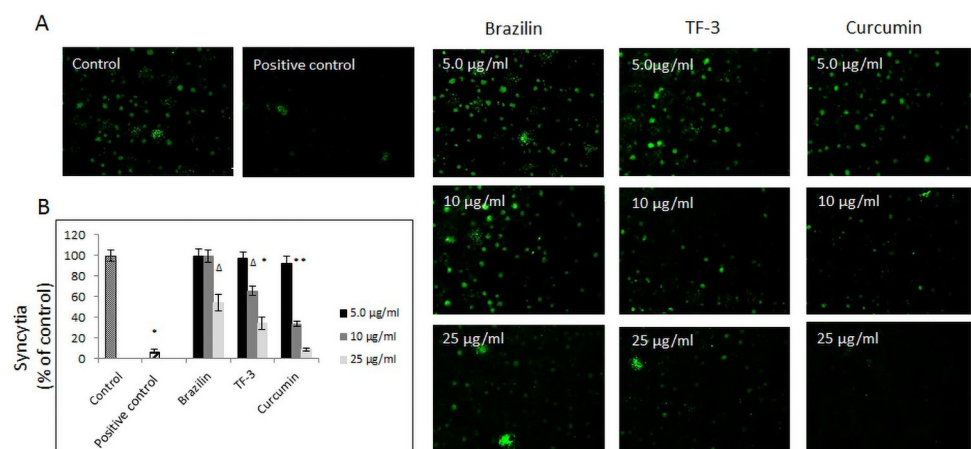 A
Brazilin
TF-3
Curcumin
Control
Positive control
5.0 µg/ml
5.0µg/ml
5.0 µg/ml
10 µg/ml
10 µg/ml
10 µg/ml
25 µg/ml
25 µg/ml
25 µg/ml
B
Syncytia
(% of control)
120
100
80
60
40
20
0
*
Δ
Δ *
**
Control
Positive control
Brazilin
TF-3
Curcumin
5.0 µg/ml
10 µg/ml
25 µg/ml